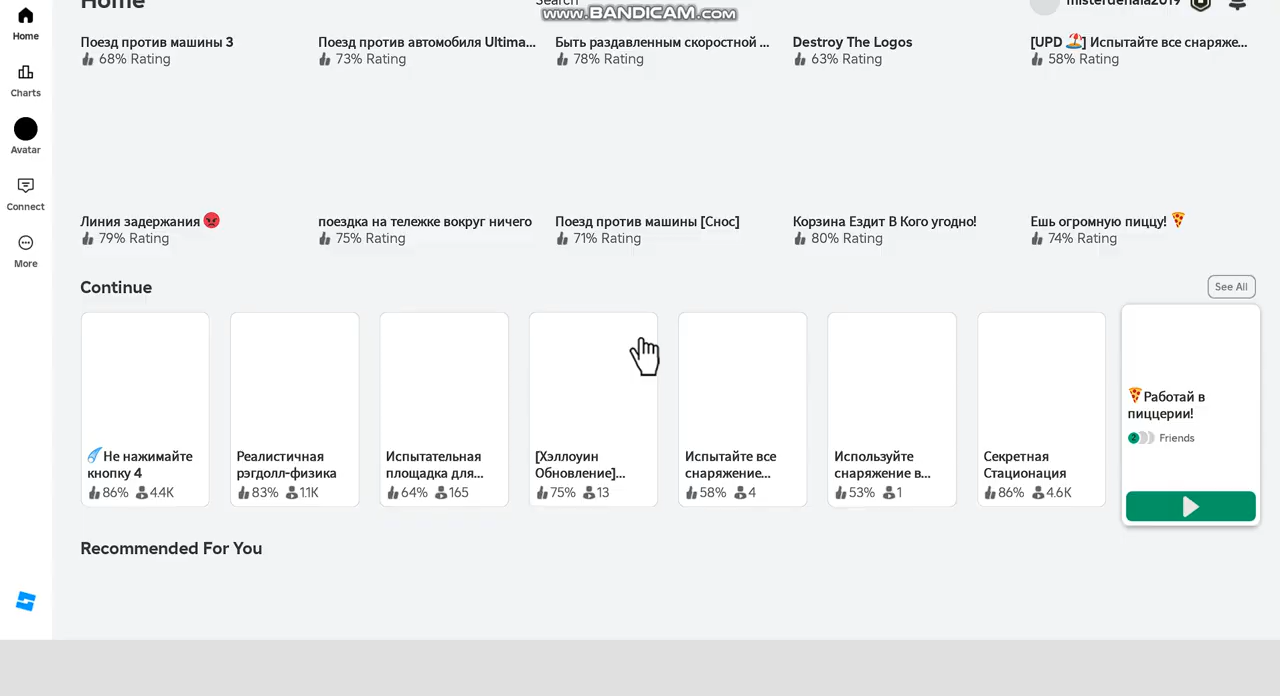 Home
Search
www.BANDICAM.com
misterdenala2019
Home
Charts
Avatar
Connect
More
Поезд против машины 3
68% Rating
Поезд против автомобиля Ultima...
73% Rating
Быть раздавленным скоростной ...
78% Rating
Destroy The Logos
63% Rating
[UPD 🏖️] Испытайте все снаряже...
58% Rating
Линия задержания 😡
79% Rating
поездка на тележке вокруг ничего
75% Rating
Поезд против машины [Снос]
71% Rating
Корзина Ездит В Кого угодно!
80% Rating
Ешь огромную пиццу! 🍕
74% Rating
Continue
See All
Не нажимайте
кнопку 4
86% 4.4K
Реалистичная
рэгдолл-физика
83% 1.1K
Испытательная
площадка для...
64% 165
[Хэллоуин
Обновление]...
75% 13
Испытайте все
снаряжение...
58% 4
Используйте
снаряжение в...
53% 1
Секретная
Стационация
86% 4.6K
🍕Работай в
пиццерии!
2 Friends
Recommended For You